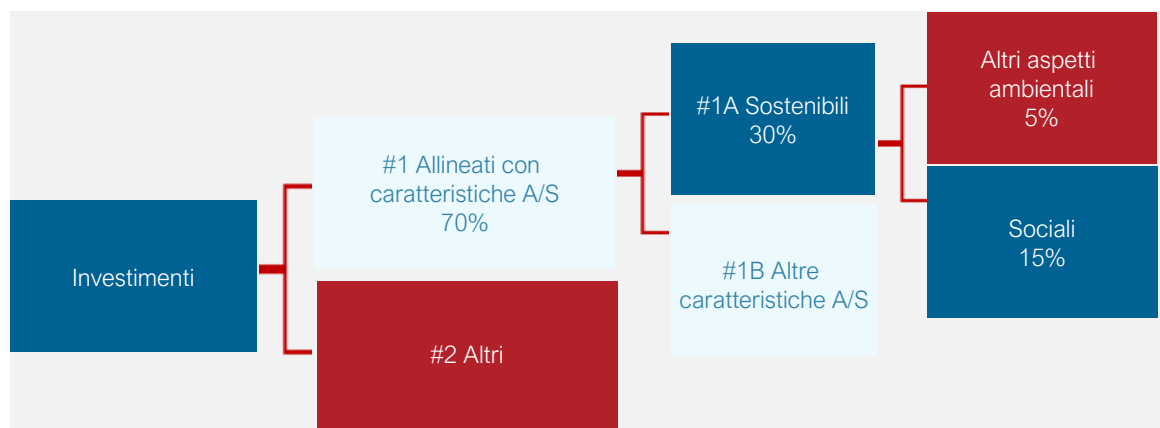 Investimenti
#1 Allineati con
caratteristiche A/S
70%
#2 Altri
#1A Sostenibili
30%
#1B Altre
caratteristiche A/S
Altri aspetti
ambientali
5%
Sociali
15%